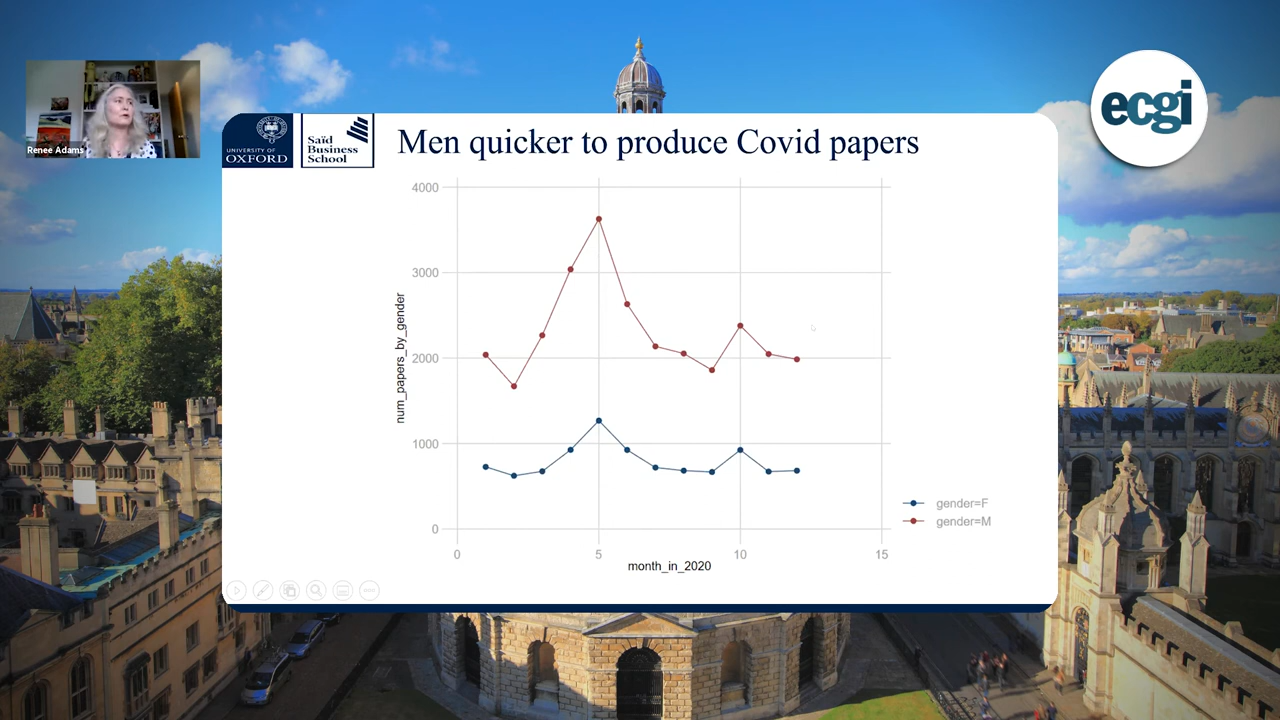 Renée Adams
UNIVERSITY OF
OXFORD
Saïd
Business
School
Men quicker to produce Covid papers
ecgi
num_papers_by_gender
4000
3000
2000
1000
0
0
5
10
15
month_in_2020
gender=F
gender=M